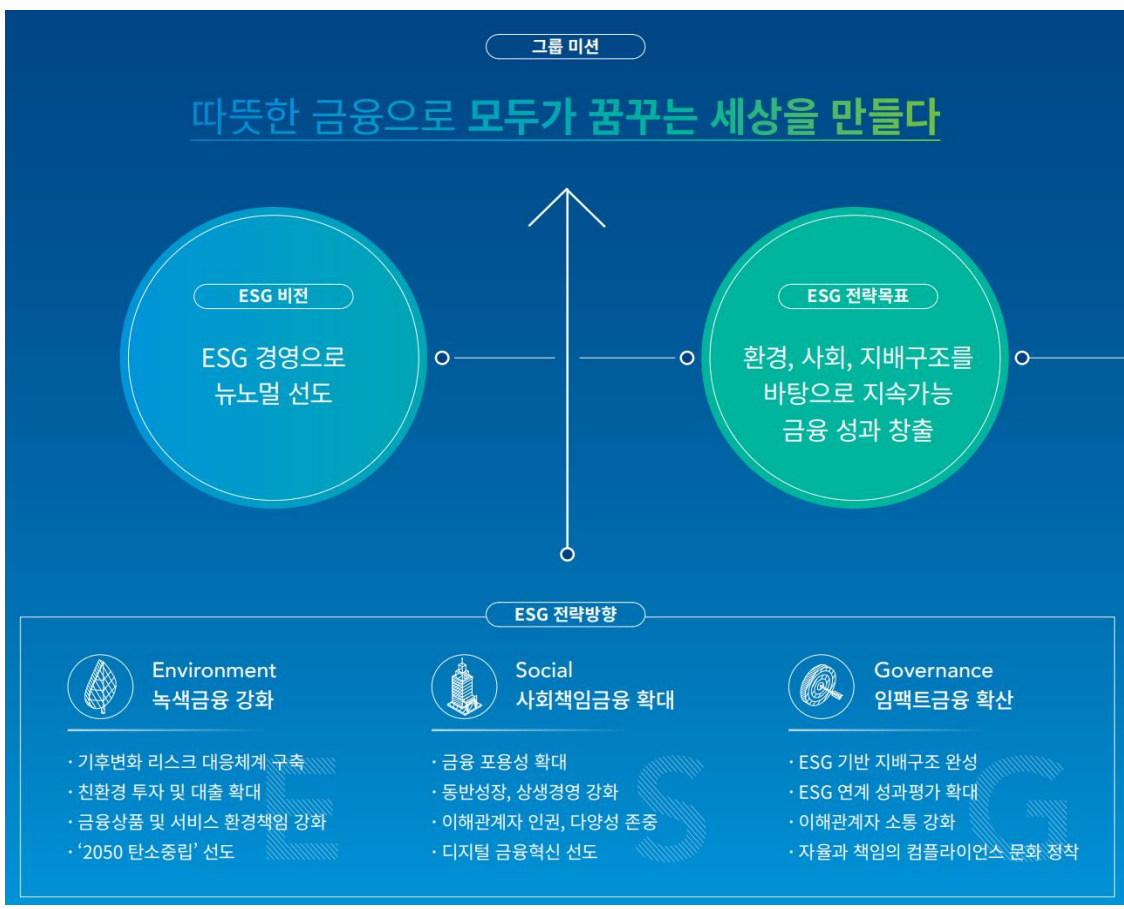 그룹 미션
따뜻한 금융으로 모두가 꿈꾸는 세상을 만들다
ESG 비전
ESG 경영으로
뉴노멀 선도
ESG 전략목표
환경, 사회, 지배구조를
바탕으로 지속가능
금융 성과 창출
ESG 전략방향
Environment
녹색금융 강화
· 기후변화 리스크 대응체계 구축
· 친환경 투자 및 대출 확대
· 금융상품 및 서비스 환경책임 강화
· ‘2050 탄소중립’ 선도
E
Social
사회책임금융 확대
· 금융 포용성 확대
· 동반성장, 상생경영 강화
· 이해관계자 인권, 다양성 존중
· 디지털 금융혁신 선도
S
Governance
임팩트금융 확산
· ESG 기반 지배구조 완성
· ESG 연계 성과평가 확대
· 이해관계자 소통 강화
· 자율과 책임의 컴플라이언스 문화 정착
G